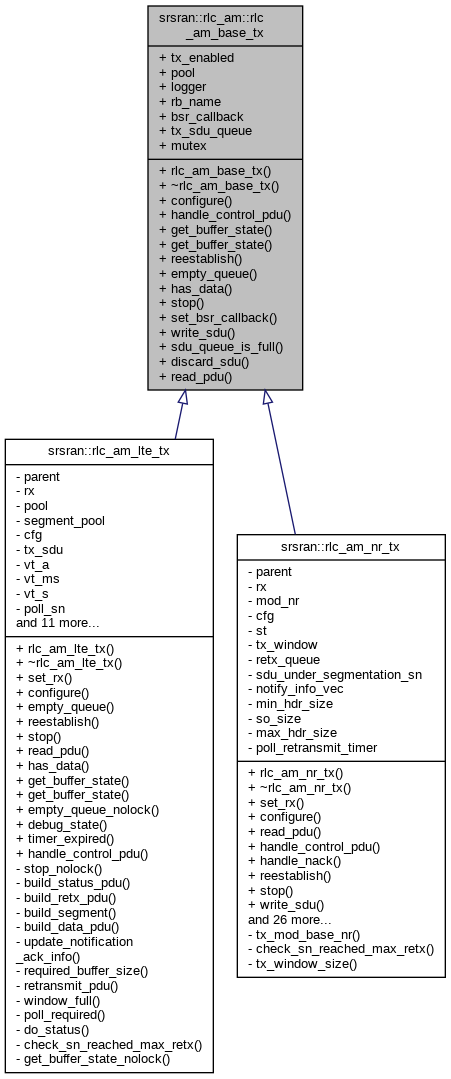 srsran::rlc_am::rlc
_am_base_tx
+ tx_enabled
+ pool
+ logger
+ rb_name
+ bsr_callback
+ tx_sdu_queue
+ mutex
+ rlc_am_base_tx()
+ ~rlc_am_base_tx()
+ configure()
+ handle_control_pdu()
+ get_buffer_state()
+ get_buffer_state()
+ reestablish()
+ empty_queue()
+ has_data()
+ stop()
+ set_bsr_callback()
+ write_sdu()
+ sdu_queue_is_full()
+ discard_sdu()
+ read_pdu()
srsran::rlc_am_lte_tx
- parent
- rx
- pool
- segment_pool
- cfg
- tx_sdu
- vt_a
- vt_ms
- vt_s
- poll_sn
and 11 more...
+ rlc_am_lte_tx()
+ ~rlc_am_lte_tx()
+ set_rx()
+ configure()
+ empty_queue()
+ reestablish()
+ stop()
+ read_pdu()
+ has_data()
+ get_buffer_state()
+ get_buffer_state()
+ empty_queue_nolock()
+ debug_state()
+ timer_expired()
+ handle_control_pdu()
- stop_nolock()
- build_status_pdu()
- build_retx_pdu()
- build_segment()
- build_data_pdu()
- update_notification
_ack_info()
- required_buffer_size()
- retransmit_pdu()
- window_full()
- poll_required()
- do_status()
- check_sn_reached_max_retx()
- get_buffer_state_nolock()
srsran::rlc_am_nr_tx
- parent
- rx
- mod_nr
- cfg
- st
- tx_window
- retx_queue
- sdu_under_segmentation_sn
- notify_info_vec
- min_hdr_size
- so_size
- max_hdr_size
- poll_retransmit_timer
+ rlc_am_nr_tx()
+ ~rlc_am_nr_tx()
+ set_rx()
+ configure()
+ read_pdu()
+ handle_control_pdu()
+ handle_nack()
+ reestablish()
+ stop()
+ write_sdu()
and 26 more...
- tx_mod_base_nr()
- check_sn_reached_max_retx()
- tx_window_size()